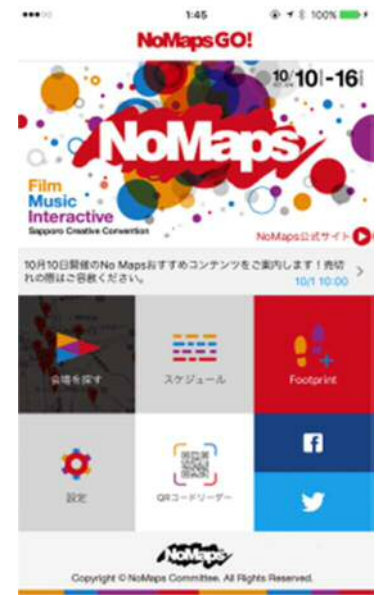 1:45
100%
NoMaps GO!
10/10-16
NoMaps
Film
Music
Interactive
Sapporo Creative Convention
NoMaps公式サイト
10月10日開催のNo Mapsおすすめコンテンツをご案内します！売切
れの際はご容赦ください。
10/1 10:00
会場を探す
スケジュール
Footprint
設定
QRコードリーダー
NoMaps
Copyright © NoMaps Committee. All Rights Reserved.